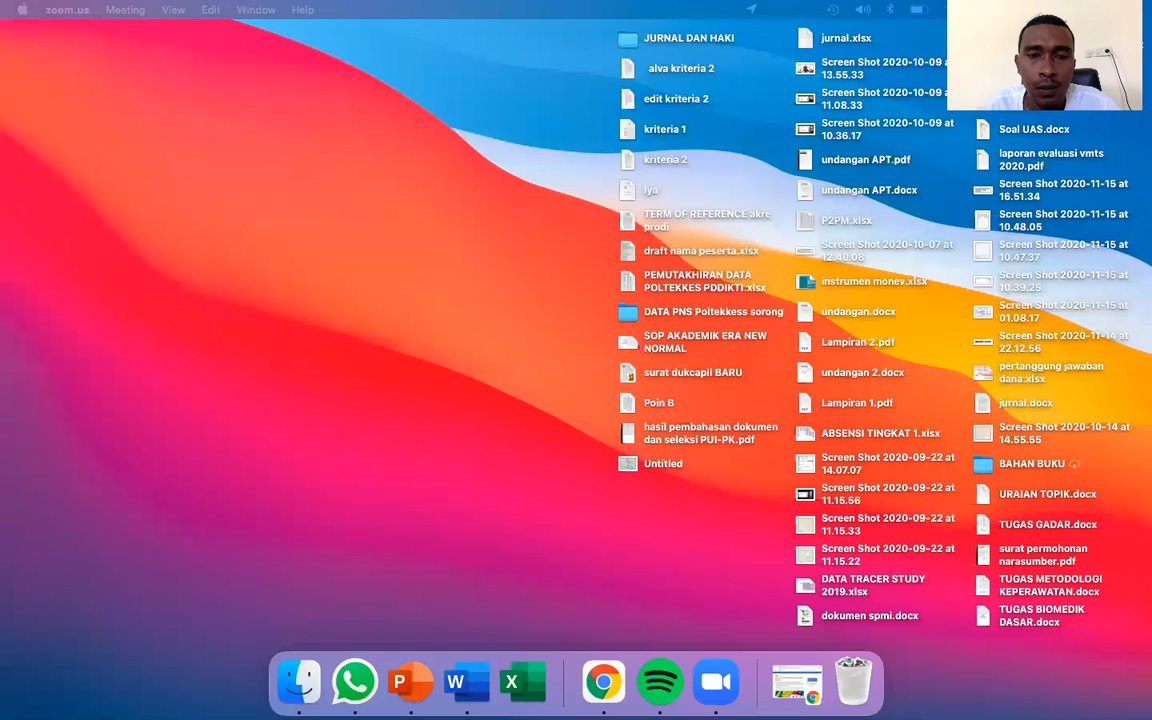 zoom.us Meeting View Edit Window Help
JURNAL DAN HAKI
alva kriteria 2
edit kriteria 2
kriteria 1
kriteria 2
iya
TERM OF REFERENCE akre
prodi
draft nama peserta.xlsx
PEMUTAKHIRAN DATA
POLTEKKES PDDIKTI.xlsx
DATA PNS Poltekkess sorong
SOP AKADEMIK ERA NEW
NORMAL
surat dukcapil BARU
Poin B
hasil pembahasan dokumen
dan seleksi PUI-PK.pdf
Untitled
jurnal.xlsx
Screen Shot 2020-10-09 a
13.55.33
Screen Shot 2020-10-09 a
11.08.33
Screen Shot 2020-10-09 a
10.36.17
undangan APT.pdf
undangan APT.docx
P2PM.xlsx
Screen Shot 2020-10-07 at
12.40.08
instrumen monev.xlsx
undangan.docx
Lampiran 2.pdf
undangan 2.docx
Lampiran 1.pdf
ABSENSI TINGKAT 1.xlsx
Screen Shot 2020-09-22 at
14.07.07
Screen Shot 2020-09-22 at
11.15.56
Screen Shot 2020-09-22 at
11.15.33
Screen Shot 2020-09-22 at
11.15.22
DATA TRACER STUDY
2019.xlsx
dokumen spmi.docx
Soal UAS.docx
laporan evaluasi vmts
2020.pdf
Screen Shot 2020-11-15 at
16.51.34
Screen Shot 2020-11-15 at
10.48.05
Screen Shot 2020-11-15 at
10.47.37
Screen Shot 2020-11-15 at
10.39.25
Screen Shot 2020-11-15 at
01.08.17
Screen Shot 2020-11-14 at
22.12.56
pertanggung jawaban
dana.xlsx
jurnal.docx
Screen Shot 2020-10-14 at
14.55.55
BAHAN BUKU
URAIAN TOPIK.docx
TUGAS GADAR.docx
surat permohonan
narasumber.pdf
TUGAS METODOLOGI
KEPERAWATAN.docx
TUGAS BIOMEDIK
DASAR.docx
P W X